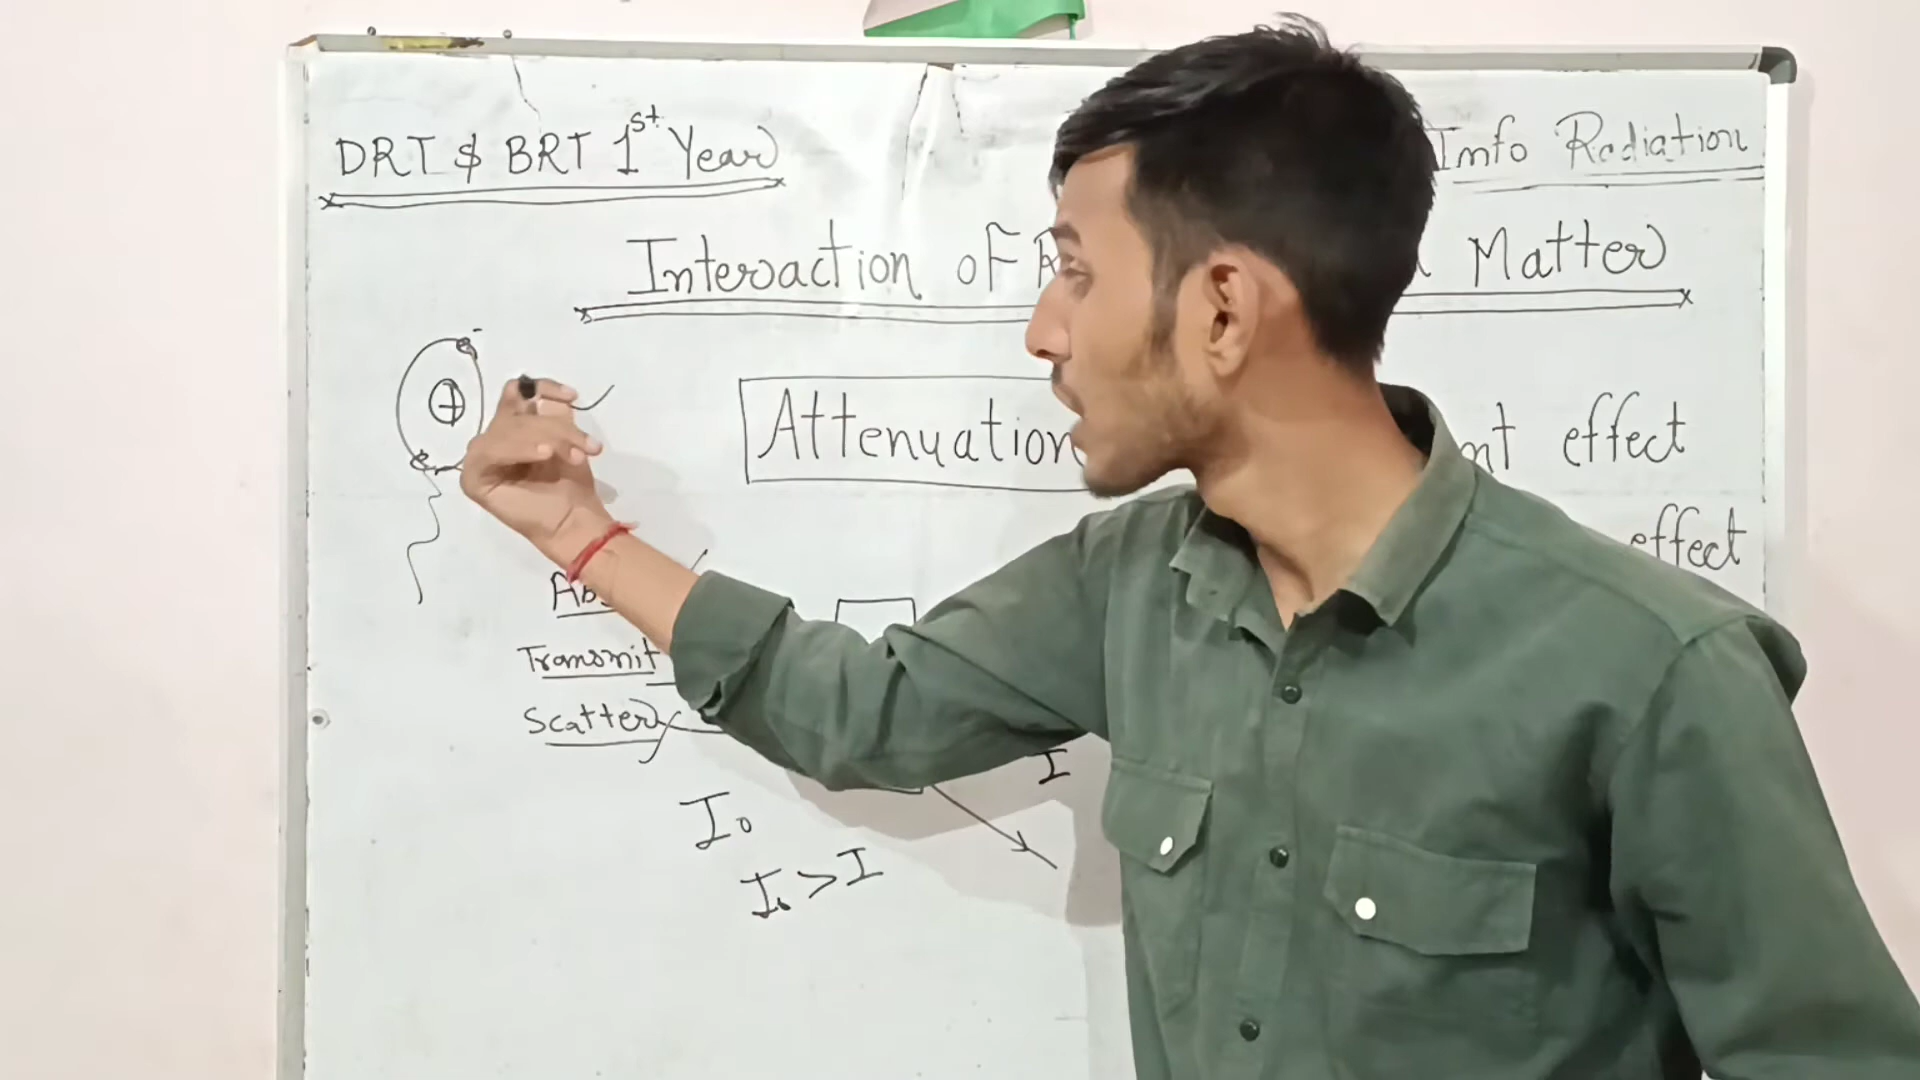 DRT & BRT 1st Year
Info Radiation
Interaction of Matter
Attenuation effect
effect
Transmit
Scatter
I
I₀
I₀ > I